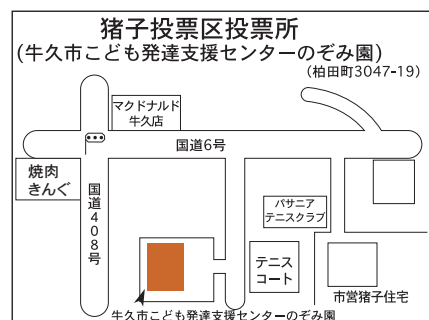 猪子投票区投票所
(牛久市こども発達支援センターのぞみ園)
(柏田町3047-19)
マクドナルド
牛久店
国道6号
焼肉
きんぐ
国道408号
パサニア
テニスクラブ
テニス
コート
市営猪子住宅
牛久市こども発達支援センターのぞみ園